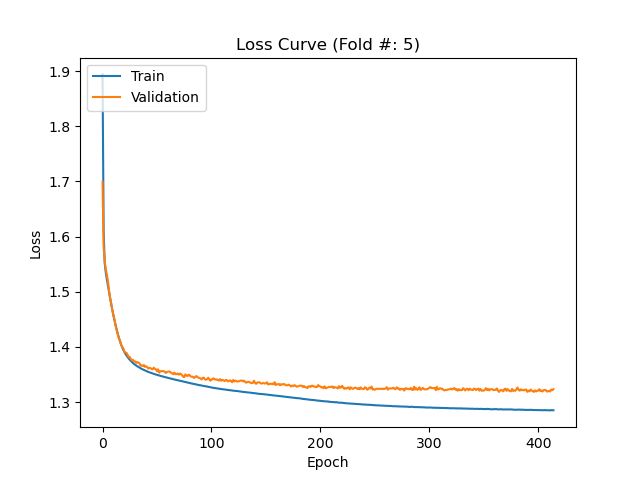 Loss Curve (Fold #: 5)
Train
Validation
Loss
1.9
1.8
1.7
1.6
1.5
1.4
1.3
0 100 200 300 400
Epoch